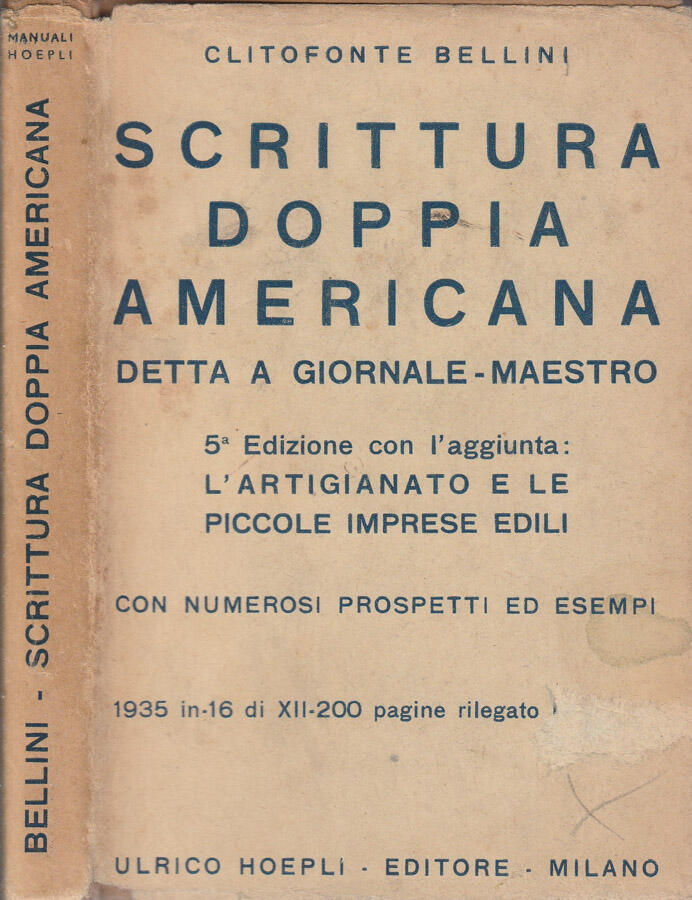 MANUALI
HOEPLI
BELLINI - SCRITTURA DOPPIA AMERICANA
CLITOFONTE BELLINI
SCRITTURA
DOPPIA
AMERICANA
DETTA A GIORNALE-MAESTRO
5ª Edizione con l'aggiunta:
L'ARTIGIANATO E LE
PICCOLE IMPRESE EDILI
CON NUMEROSI PROSPETTI ED ESEMPI
1935 in-16 di XII-200 pagine rilegato
ULRICO HOEPLI - EDITORE - MILANO